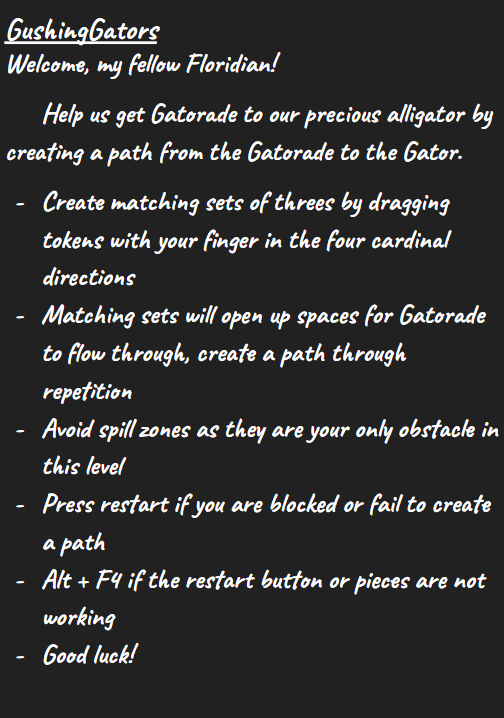 GushingGators
Welcome, my fellow Floridian!
Help us get Gatorade to our precious alligator by
creating a path from the Gatorade to the Gator.
- Create matching sets of threes by dragging
tokens with your finger in the four cardinal
directions
- Matching sets will open up spaces for Gatorade
to flow through, create a path through
repetition
- Avoid spill zones as they are your only obstacle in
this level
- Press restart if you are blocked or fail to create
a path
- Alt + F4 if the restart button or pieces are not
working
- Good luck!